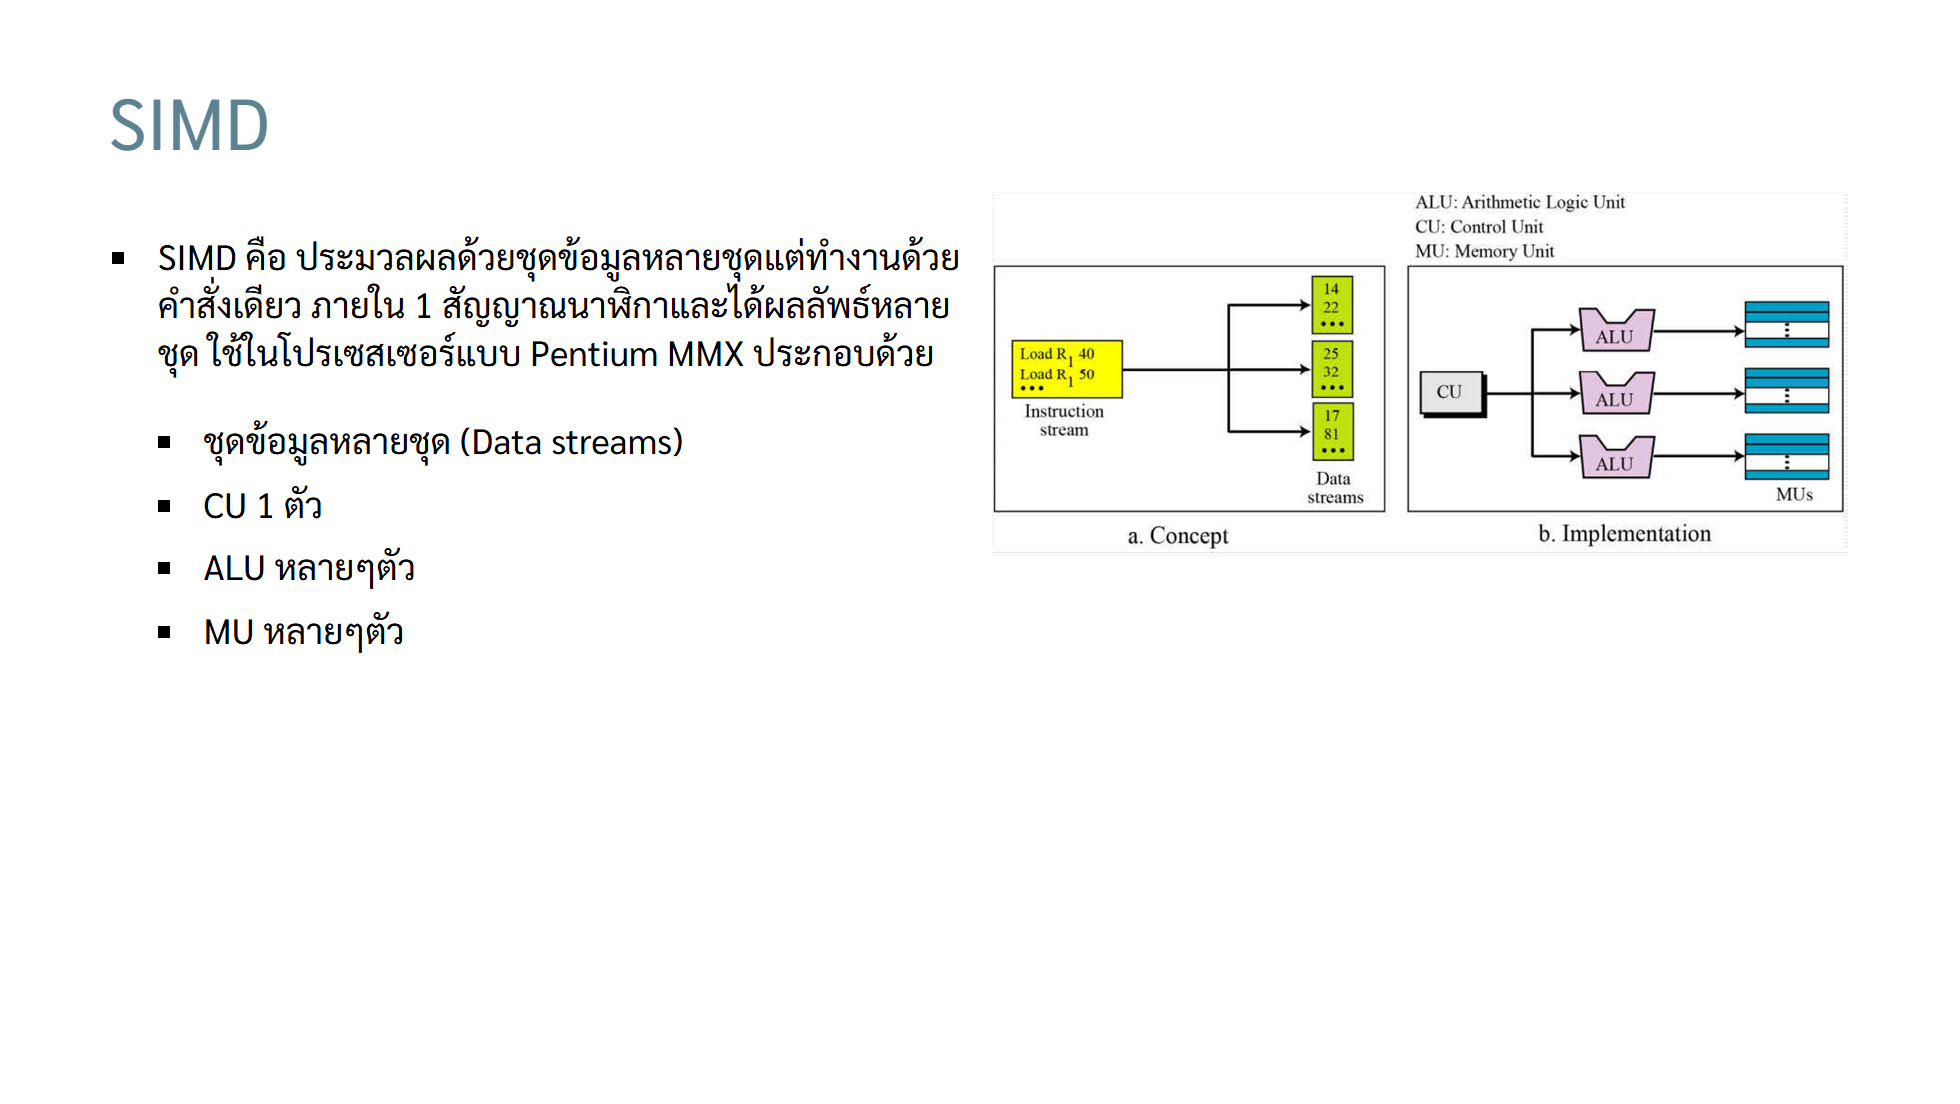 SIMD
▪ SIMD คือ ประมวลผลด้วยชุดข้อมูลหลายชุดแต่ทำงานด้วย
คำสั่งเดียว ภายใน 1 สัญญาณนาฬิกาและได้ผลลัพธ์หลาย
ชุด ใช้ในโปรเซสเซอร์แบบ Pentium MMX ประกอบด้วย
▪ ชุดข้อมูลหลายชุด (Data streams)
▪ CU 1 ตัว
▪ ALU หลายๆตัว
▪ MU หลายๆตัว
ALU: Arithmetic Logic Unit
CU: Control Unit
MU: Memory Unit
Load R1 40
Load R1 50
•••
Instruction
stream
14
22
•••
25
32
•••
17
81
•••
Data
streams
a. Concept
CU
ALU
ALU
ALU
MUs
b. Implementation